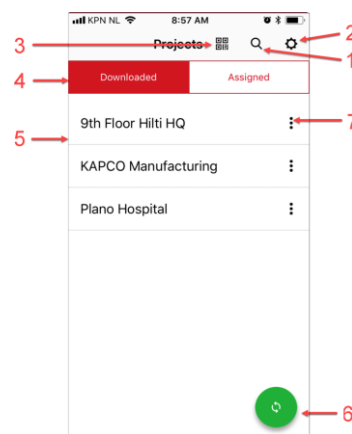 KPN NL 8:57 AM
2
3 Projects
1
4 Downloaded Assigned
9th Floor Hilti HQ 7
5
KAPCO Manufacturing
Plano Hospital
6